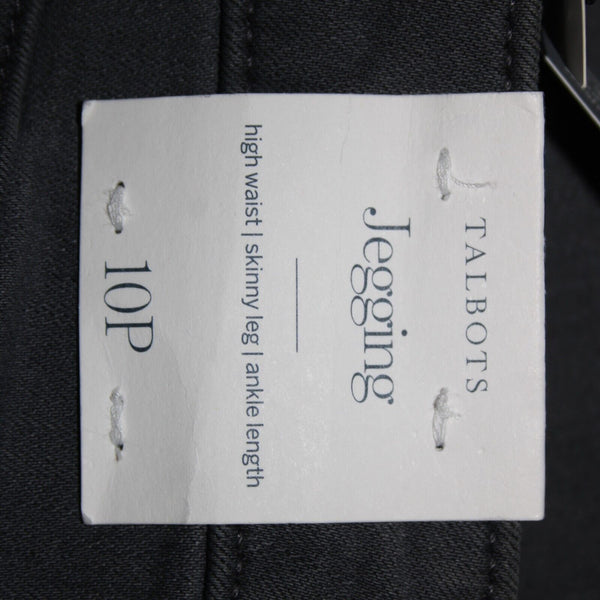 TALBOTS
Jegging
high waist | skinny leg | ankle length
10P